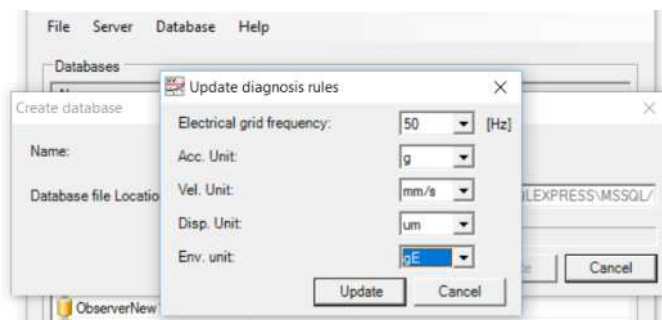 File Server Database Help
Databases
Create database
Update diagnosis rules
Electrical grid frequency: 50 [Hz]
Name:
Acc. Unit: g
Vel. Unit: mm/s
Database file Locatio
LEXPRESS\MSSQL/
Disp. Unit: um
Env. unit: gE
Cancel
Update Cancel
ObserverNew